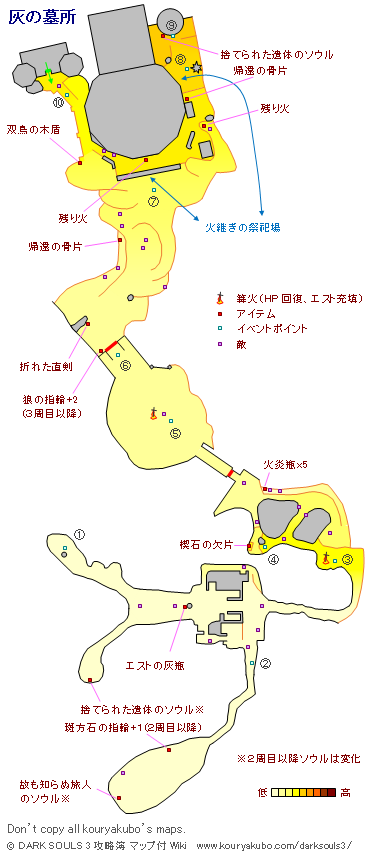 灰の墓所
⑨
捨てられた遺体のソウル
⑧
帰還の骨片
⑩
残り火
双鳥の木盾
残り火
⑦
火継ぎの祭祀場
帰還の骨片
篝火(HP回復、エスト充填)
アイテム
イベントポイント
敵
折れた直剣
⑥
狼の指輪+2
(3周目以降)
⑤
火炎瓶×5
楔石の欠片
④
③
①
エストの灰瓶
②
捨てられた遺体のソウル※
斑方石の指輪+1(2周目以降)
※2周目以降ソウルは変化
故も知らぬ旅人
のソウル※
低
高
Don't copy all kouryakubo's maps.
© DARK SOULS 3 攻略簿 マップ付 Wiki www.kouryakubo.com/darksouls3/